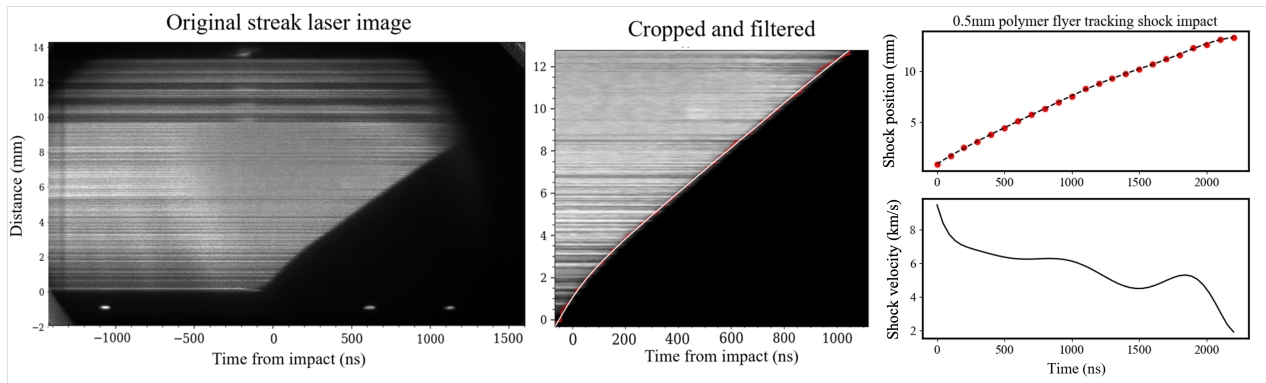 Original streak laser image
14
12
10
8
6
4
2
0
−2
Distance (mm)
−1000 −500 0 500 1000 1500
Time from impact (ns)
Cropped and filtered
12
10
8
6
4
2
0
0 200 400 600 800 1000
Time from impact (ns)
0.5mm polymer flyer tracking shock impact
Shock position (mm)
10
5
0 500 1000 1500 2000
Shock velocity (km/s)
8
6
4
2
0 500 1000 1500 2000
Time (ns)